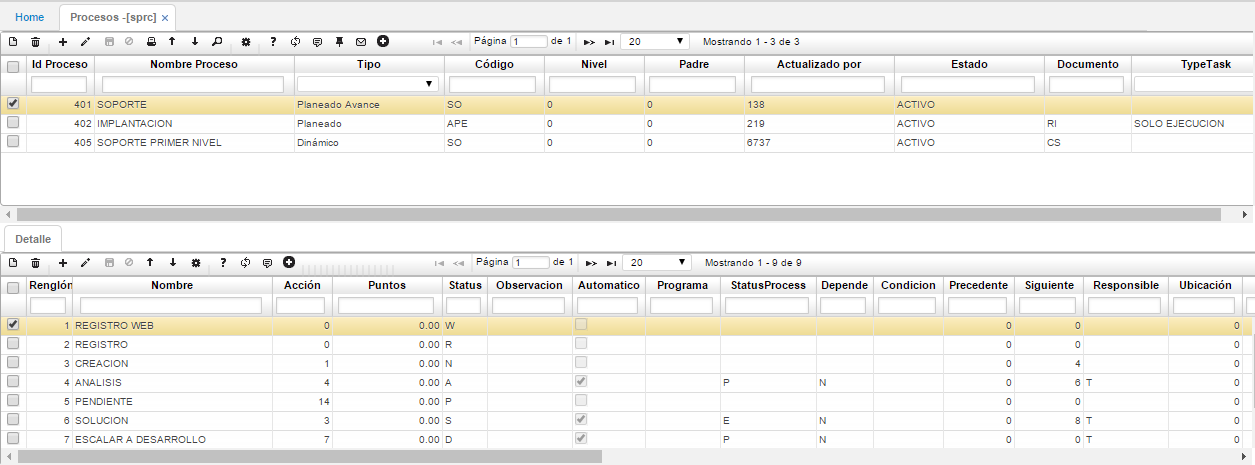 Home Procesos -[sprc] ×
Página 1 de 1 20 Mostrando 1 - 3 de 3
Id Proceso Nombre Proceso Tipo Código Nivel Padre Actualizado por Estado Documento TypeTask
401 SOPORTE Planeado Avance SO 0 0 138 ACTIVO
402 IMPLANTACION Planeado APE 0 0 219 ACTIVO RI SOLO EJECUCION
405 SOPORTE PRIMER NIVEL Dinámico SO 0 0 6737 ACTIVO CS
Detalle
Página 1 de 1 20 Mostrando 1 - 9 de 9
Renglón Nombre Acción Puntos Status Observacion Automatico Programa StatusProcess Depende Condicion Precedente Siguiente Responsible Ubicación
1 REGISTRO WEB 0 0.00 W 0 0 0
2 REGISTRO 0 0.00 R 0 0 0
3 CREACION 1 0.00 N 0 4 0
4 ANALISIS 4 0.00 A P N 0 6 T 0
5 PENDIENTE 14 0.00 P 0 0 0
6 SOLUCION 3 0.00 S E N 0 8 T 0
7 ESCALAR A DESARROLLO 7 0.00 D P N 0 0 T 0